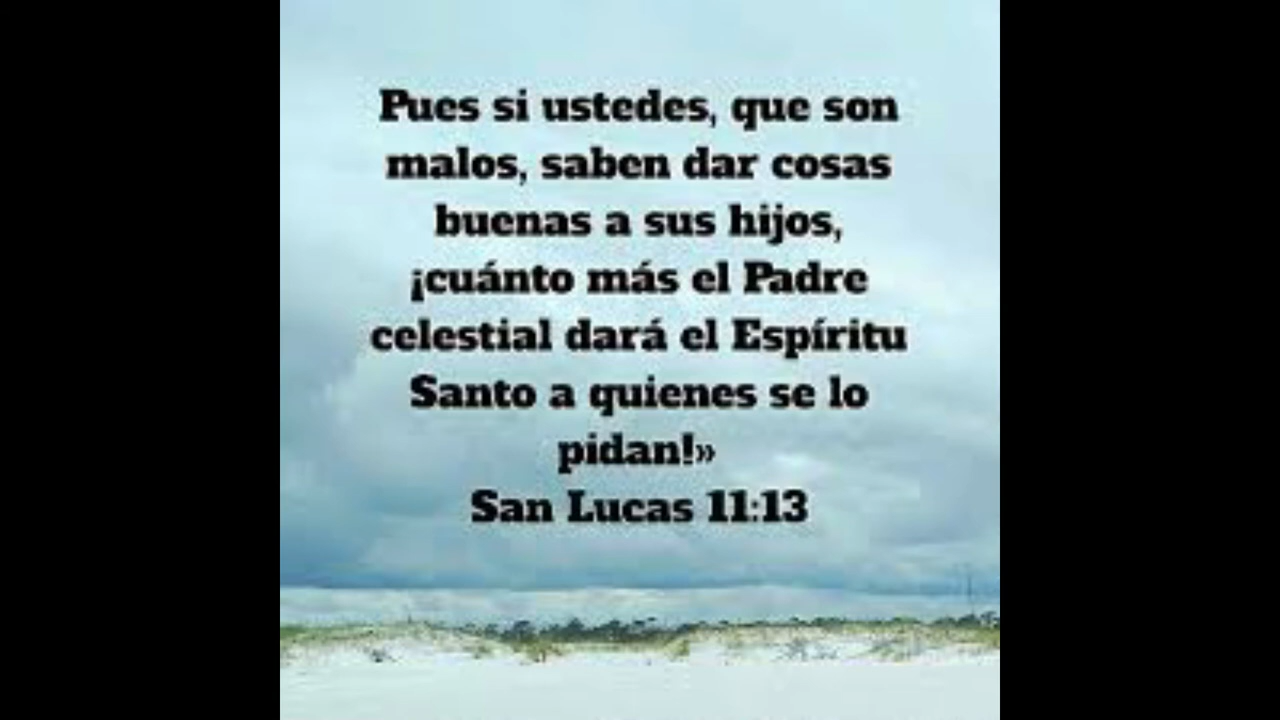 Pues si ustedes, que son
malos, saben dar cosas
buenas a sus hijos,
¡cuánto más el Padre
celestial dará el Espíritu
Santo a quienes se lo
pidan!»
San Lucas 11:13